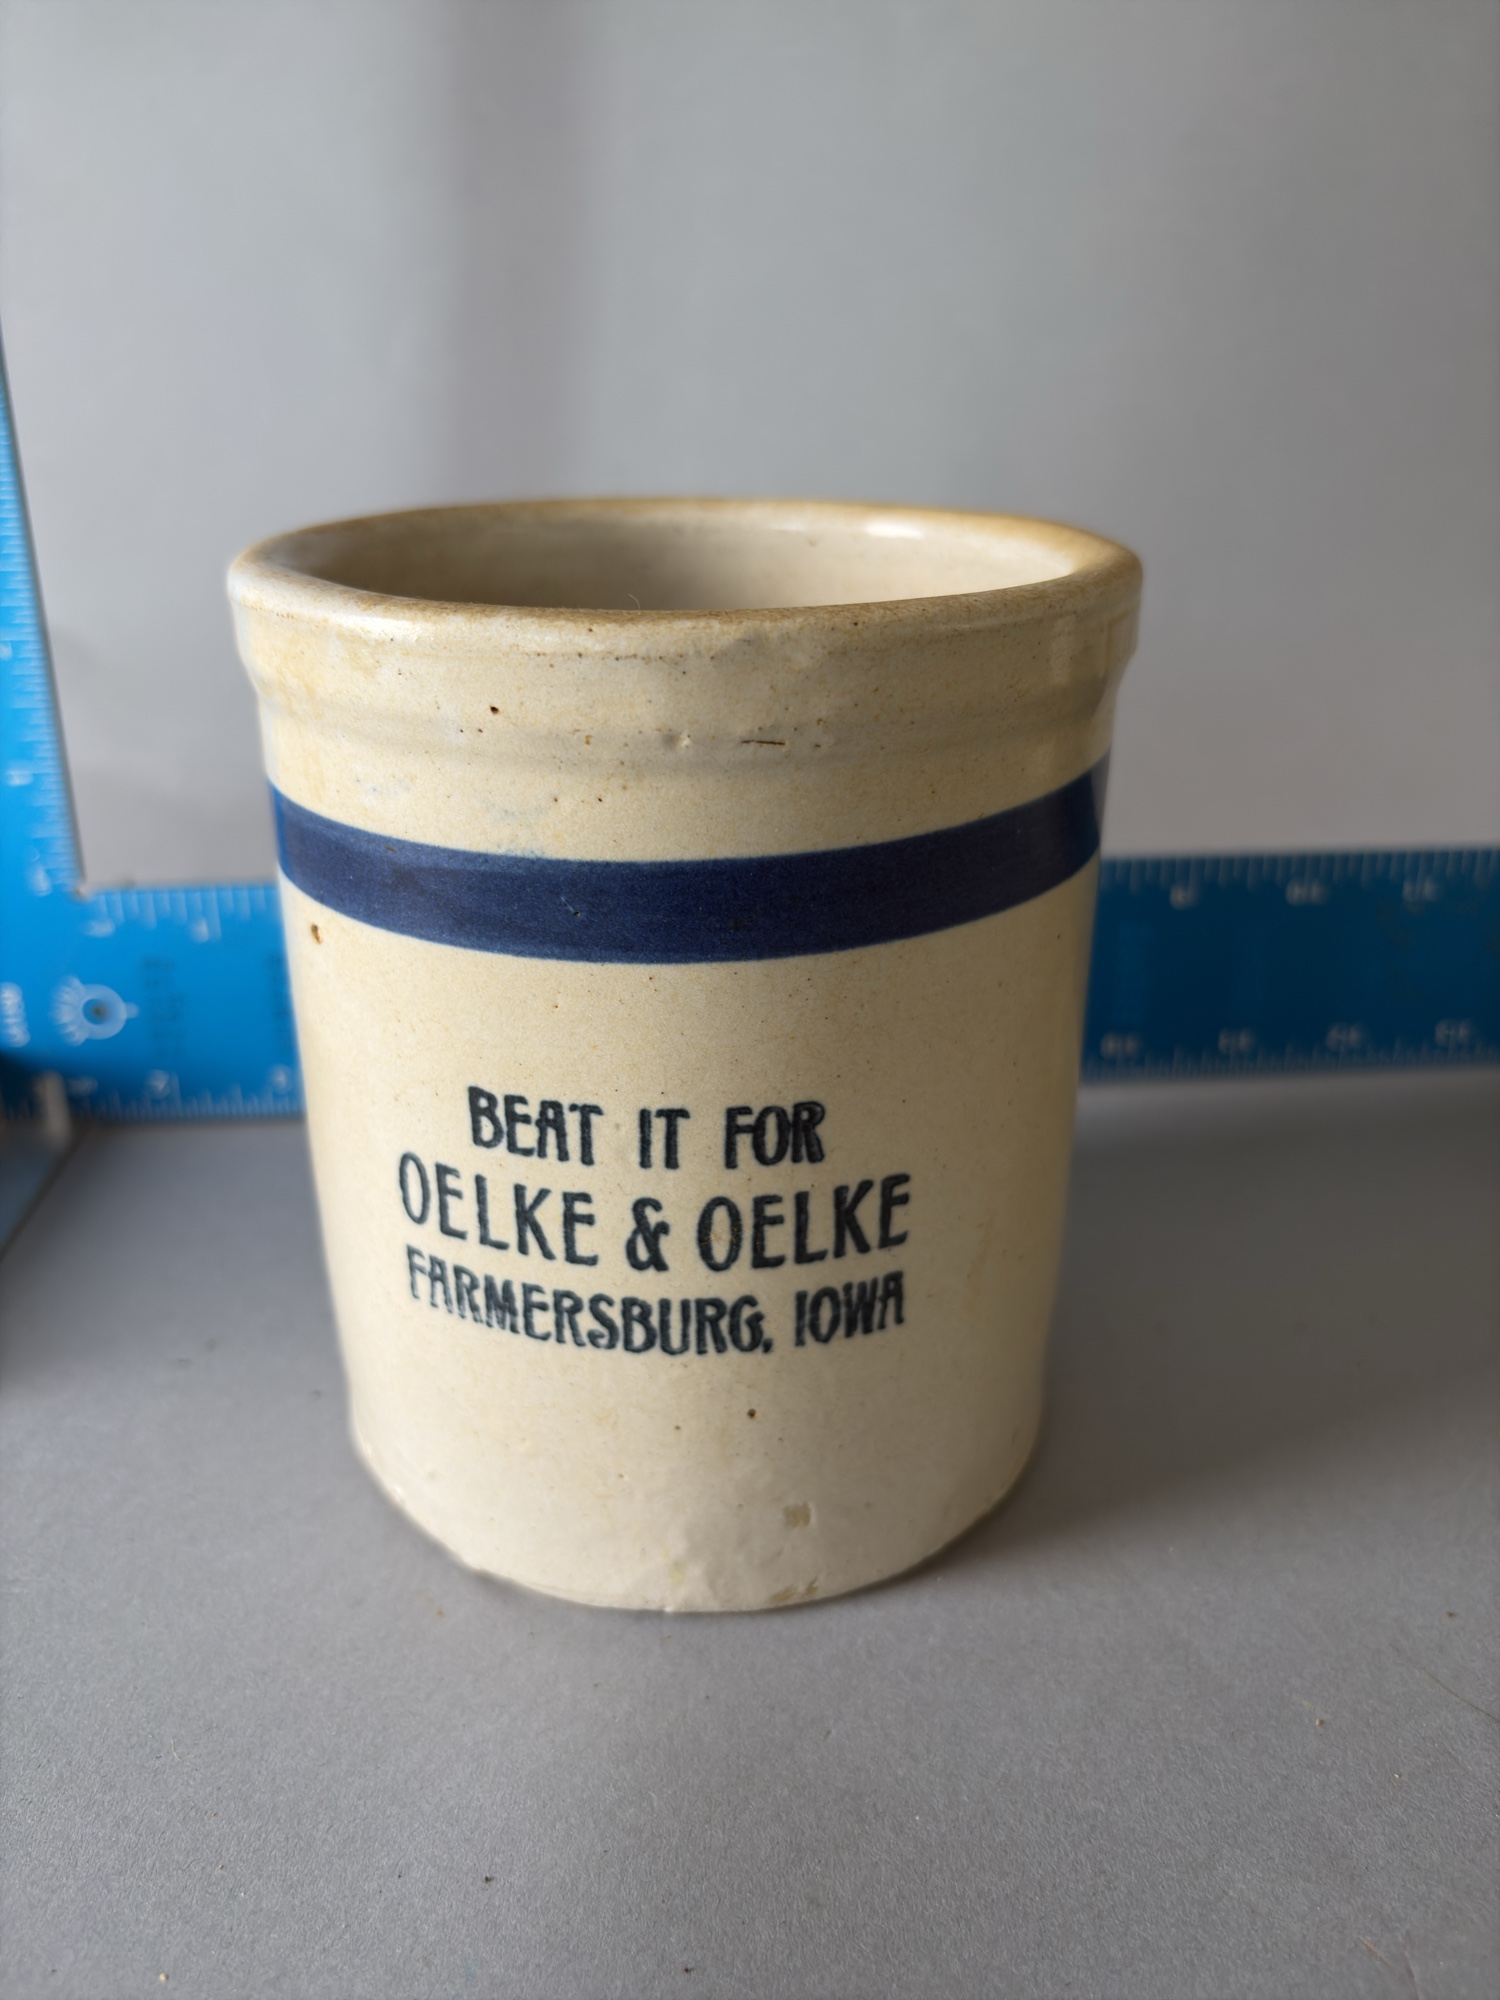 BEAT IT FOR
OELKE & OELKE
FARMERSBURG, IOWA